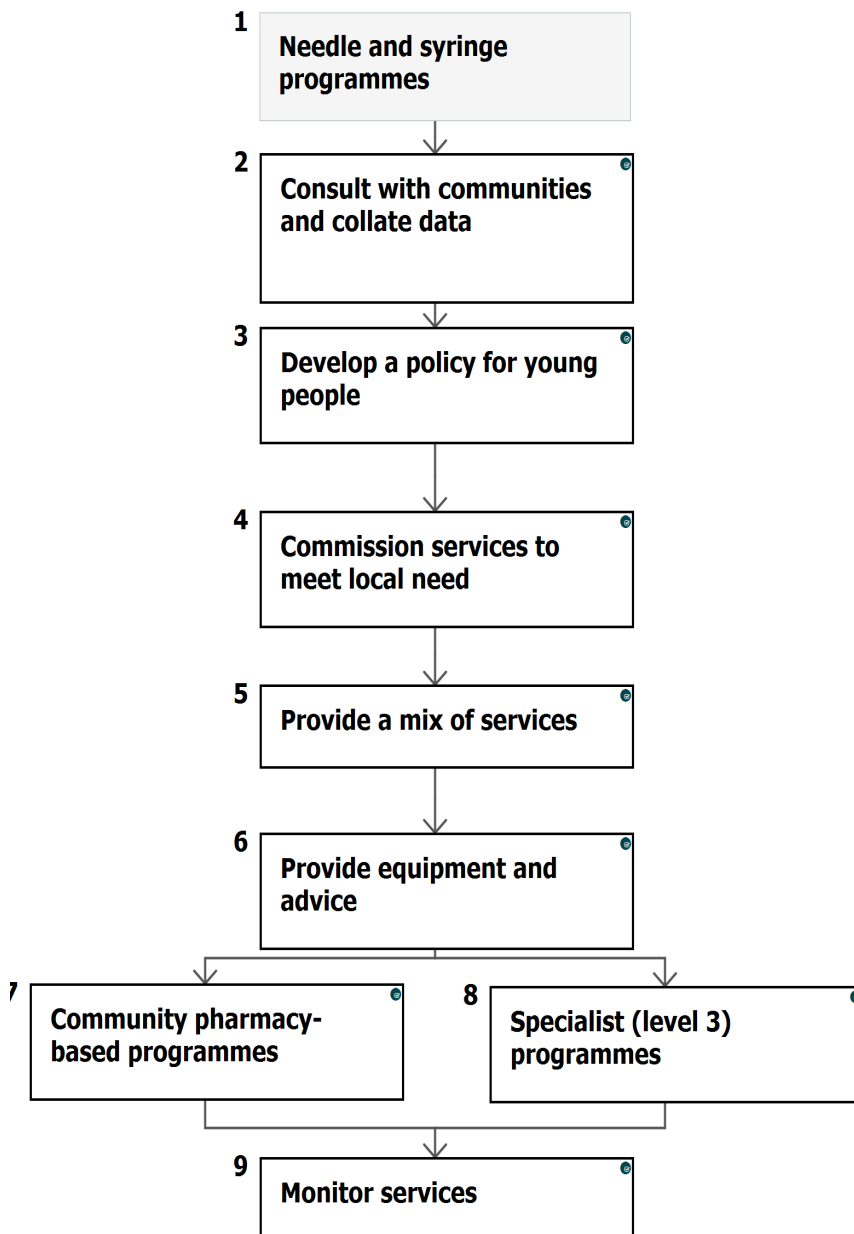 1
Needle and syringe
programmes
2
Consult with communities
and collate data
3
Develop a policy for young
people
4
Commission services to
meet local need
5
Provide a mix of services
6
Provide equipment and
advice
7
Community pharmacy-
based programmes
8
Specialist (level 3)
programmes
9
Monitor services